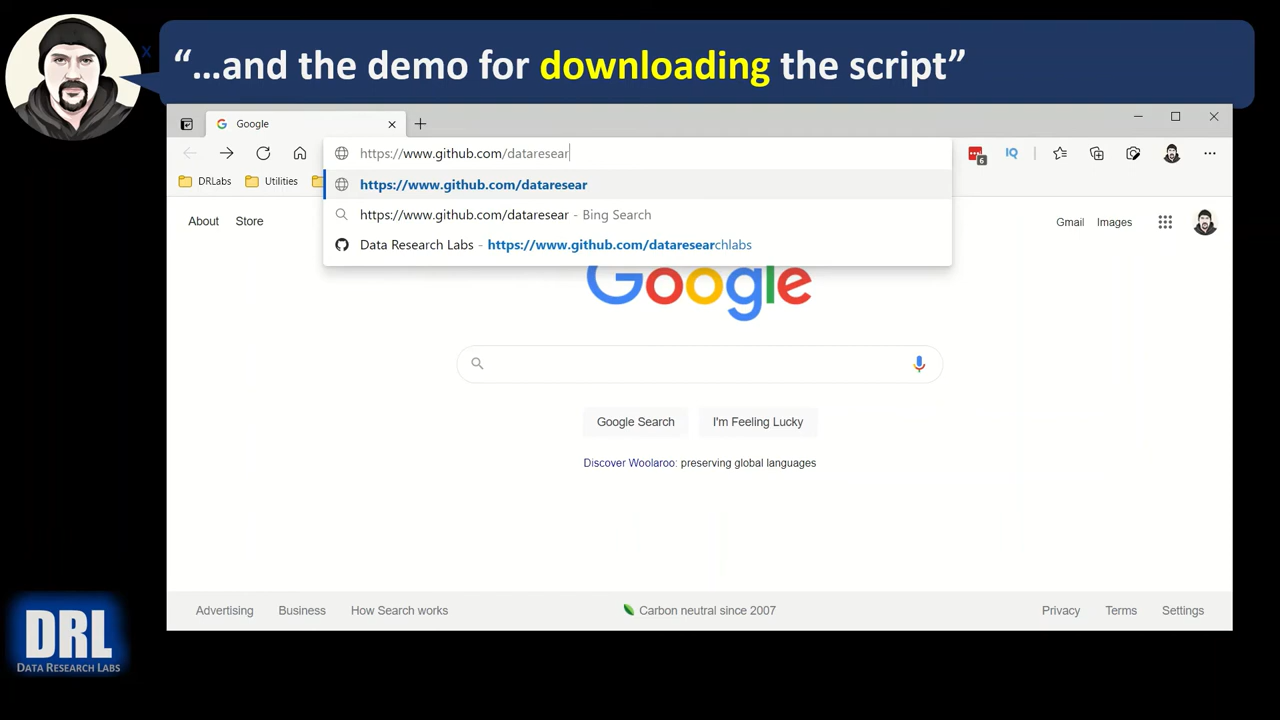 “...and the demo for downloading the script”
x
Google
https://www.github.com/dataresear
6
IQ
DRLabs
Utilities
https://www.github.com/dataresear
https://www.github.com/dataresear - Bing Search
Data Research Labs - https://www.github.com/dataresearchlabs
About Store
Gmail Images
Google
Google Search
I'm Feeling Lucky
Discover Woolaroo: preserving global languages
Advertising Business How Search works
Carbon neutral since 2007
Privacy Terms Settings
DRL
DATA RESEARCH LABS